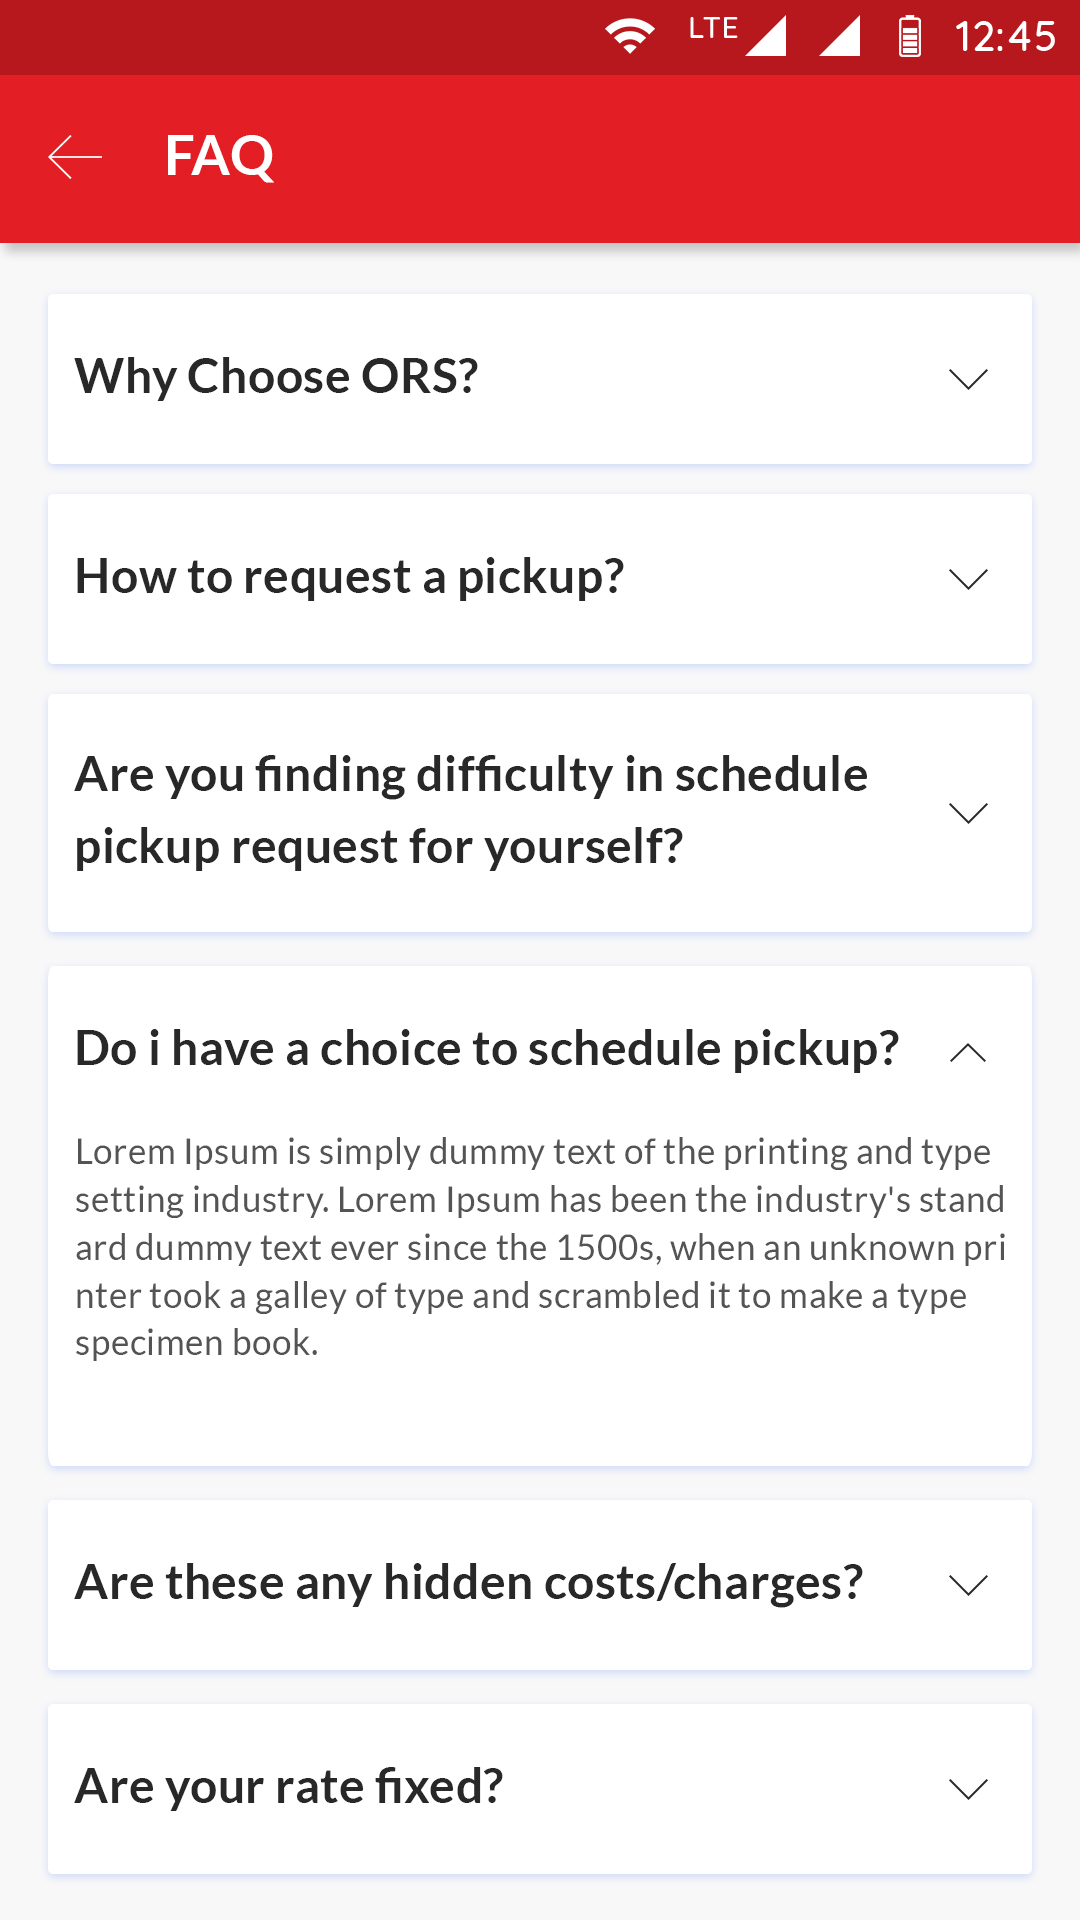 LTE 12:45
FAQ
Why Choose ORS?
How to request a pickup?
Are you finding difficulty in schedule
pickup request for yourself?
Do i have a choice to schedule pickup?
Lorem Ipsum is simply dummy text of the printing and type
setting industry. Lorem Ipsum has been the industry's stand
ard dummy text ever since the 1500s, when an unknown pri
nter took a galley of type and scrambled it to make a type
specimen book.
Are these any hidden costs/charges?
Are your rate fixed?